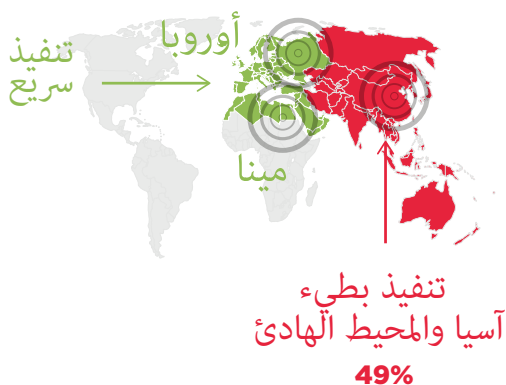 أوروبا
تنفيذ
سريع
مينا
تنفيذ بطيء
آسيا والمحيط الهادئ
49%